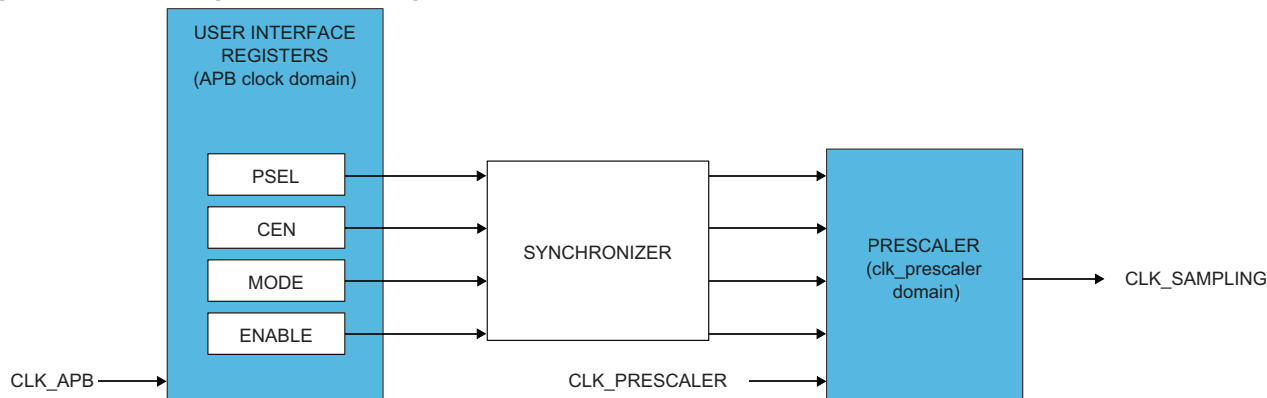 USER INTERFACE
REGISTERS
(APB clock domain)
PSEL
CEN
MODE
ENABLE
CLK_APB
SYNCHRONIZER
CLK_PRESCALER
PRESCALER
(clk_prescaler
domain)
CLK_SAMPLING